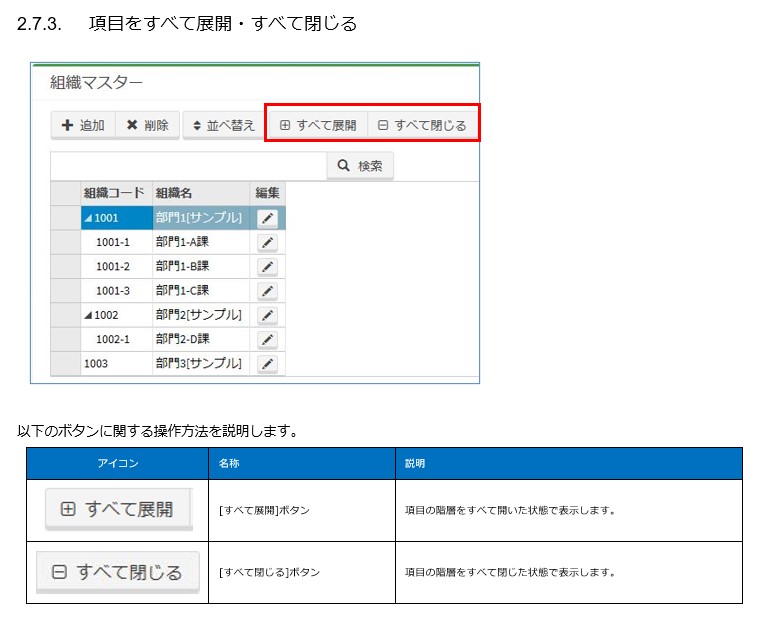 2.7.3. 項目をすべて展開・すべて閉じる
組織マスター
追加 削除 並べ替え すべて展開 すべて閉じる
検索
組織コード 組織名 編集
1001 部門1[サンプル]
1001-1 部門1-A課
1001-2 部門1-B課
1001-3 部門1-C課
1002 部門2[サンプル]
1002-1 部門2-D課
1003 部門3[サンプル]
以下のボタンに関する操作方法を説明します。
アイコン 名称 説明
すべて展開 [すべて展開]ボタン 項目の階層をすべて開いた状態で表示します。
すべて閉じる [すべて閉じる]ボタン 項目の階層をすべて閉じた状態で表示します。